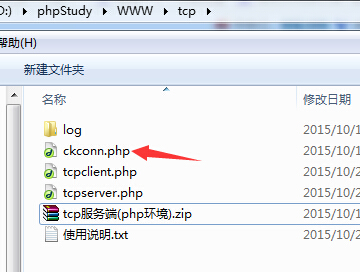 D:) ▸ phpStudy ▸ WWW ▸ tcp ▸
帮助(H)
新建文件夹
名称 修改日期
log 2015/10/1
ckconn.php 2015/10/1
tcpclient.php 2015/10/2
tcpserver.php 2015/10/2
tcp服务端(php环境).zip 2015/10/1
使用说明.txt 2015/10/2